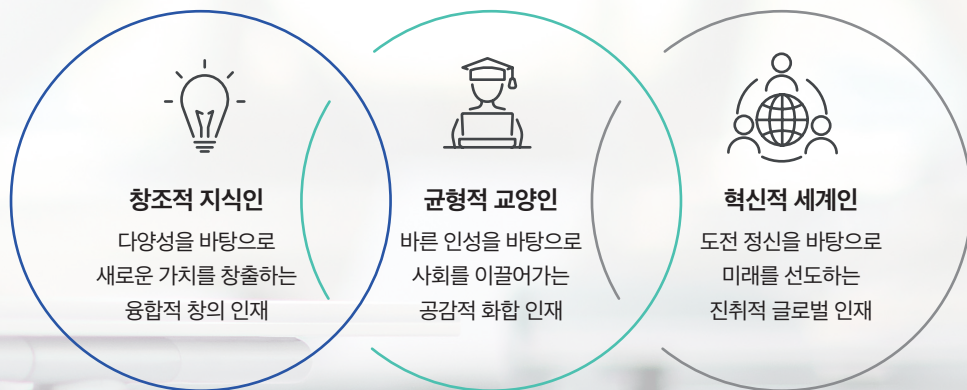 창조적 지식인
다양성을 바탕으로
새로운 가치를 창출하는
융합적 창의 인재
균형적 교양인
바른 인성을 바탕으로
사회를 이끌어가는
공감적 화합 인재
혁신적 세계인
도전 정신을 바탕으로
미래를 선도하는
진취적 글로벌 인재